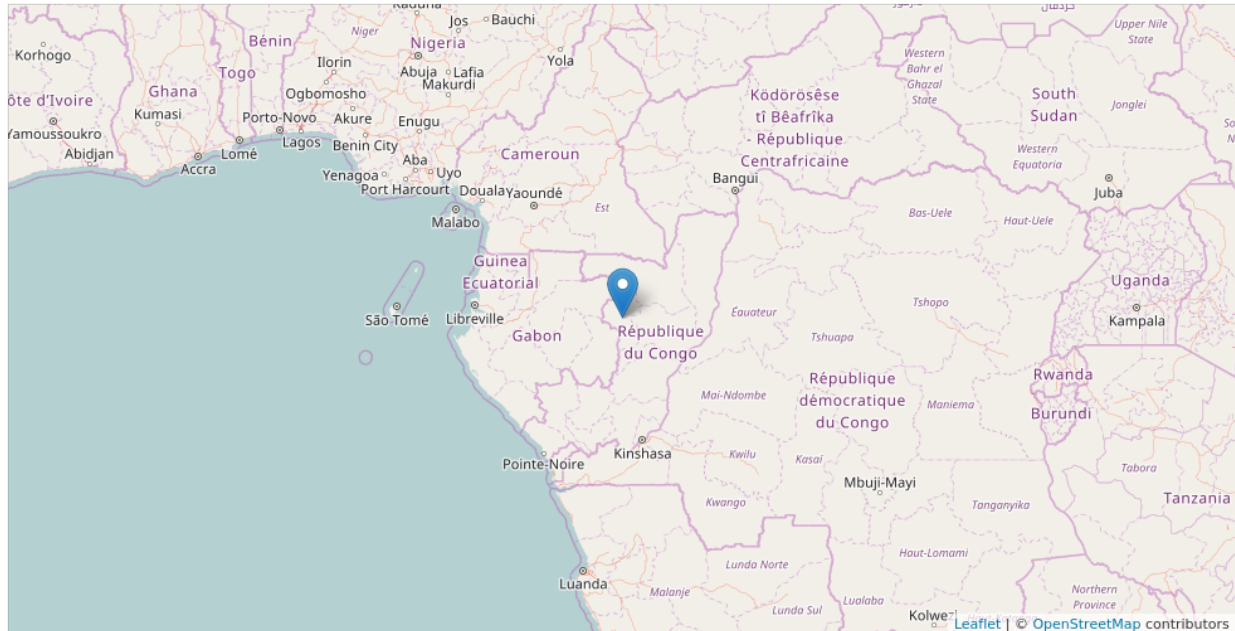 Kaduna
Jos
Bauchi
Upper Nile
State
Korhogo
Bénin
Niger
Nigeria
Togo
Ilorin
Abuja
Lafia
Yola
Western
Bahr el
Ghazal
State
Makurdi
Ogbomosho
ôte d'Ivoire
Ghana
Kumasi
Porto-Novo
Akure
Enugu
Ködörösêse
tî Bêafrîka
- République
Centrafricaine
South
Sudan
Jonglei
Yamoussoukro
Abidjan
Accra
Lomé
Lagos
Benin City
Aba
Uyo
Yenagoa
Port Harcourt
Cameroun
Western
Equatoria
Bangui
Juba
Douala
Yaoundé
Est
Malabo
Bas-Uele
Haut-Uele
Guinea
Ecuatorial
Uganda
São Tomé
Libreville
Gabon
République
du Congo
Équateur
Tshopo
Kampala
Tshuapa
Rwanda
Burundi
République
démocratique
du Congo
Mai-Ndombe
Maniema
Pointe-Noire
Kinshasa
Kwilu
Kasaï
Tabora
Mbuji-Mayi
Kwango
Tanganyika
Tanzania
Luanda
Malanje
Lunda Norte
Haut-Lomami
Lunda Sul
Lualaba
Northern
Province
Kolwezi
Leaflet | © OpenStreetMap contributors